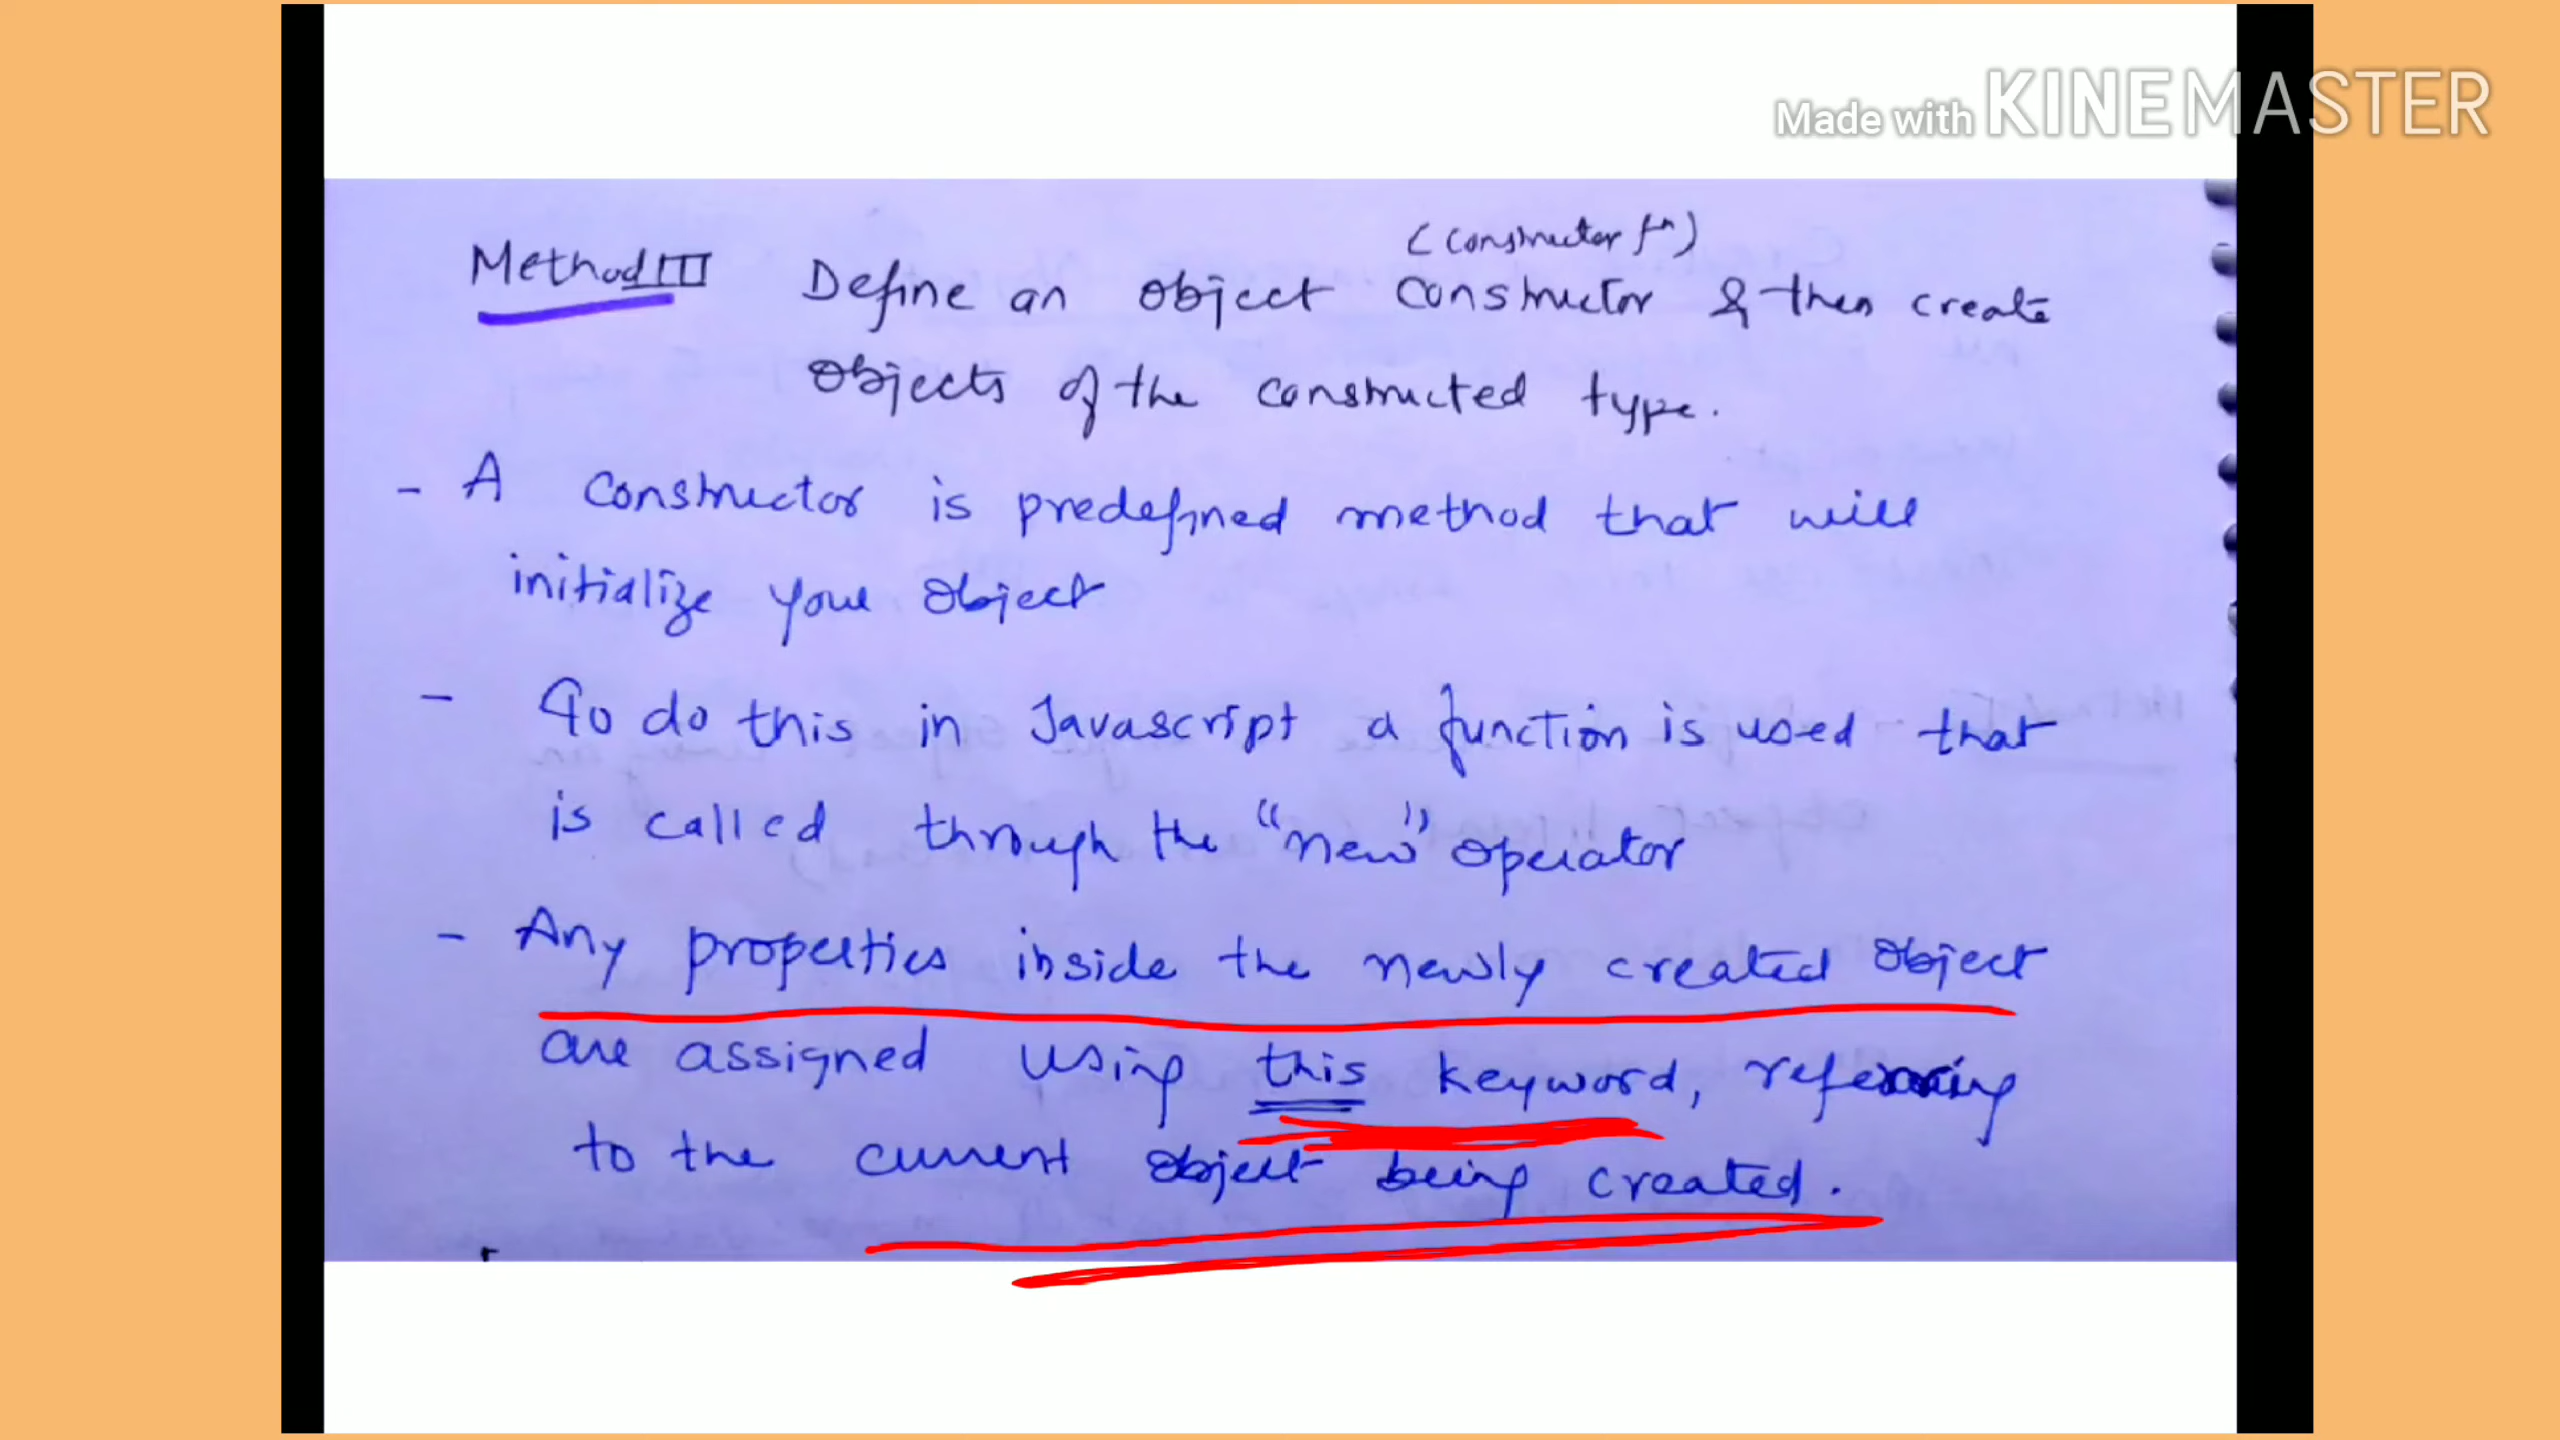 Made with KINEMASTER
(Constructor fn)
Method III Define an object constructor & then create
objects of the constructed type.
- A constructor is predefined method that will
initialize your object
- To do this in Javascript a function is used that
is called through the "new" operator
- Any properties inside the newly created object
are assigned using this keyword, referring
to the current object being created.